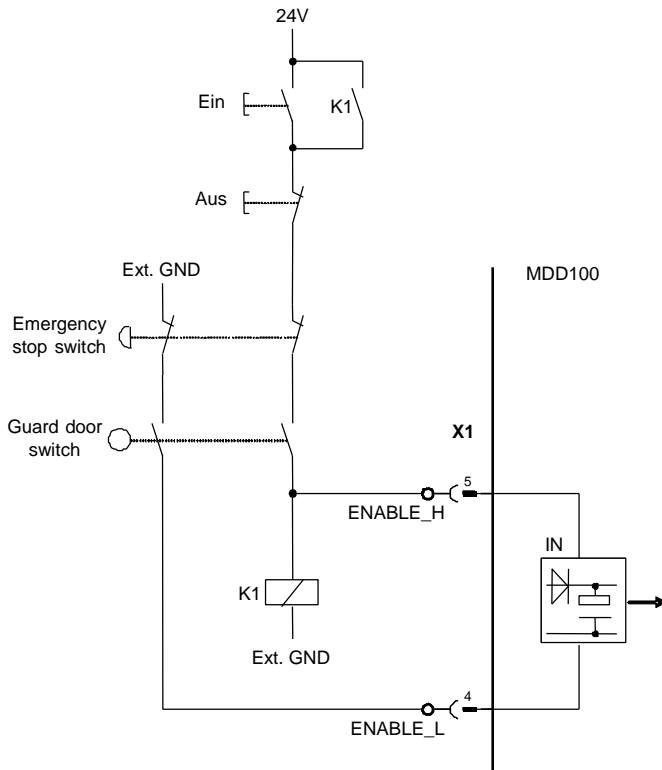 24V
Ein
K1
Aus
Ext. GND
MDD100
Emergency
stop switch
Guard door
switch
X1
5
ENABLE_H
IN
K1
Ext. GND
4
ENABLE_L